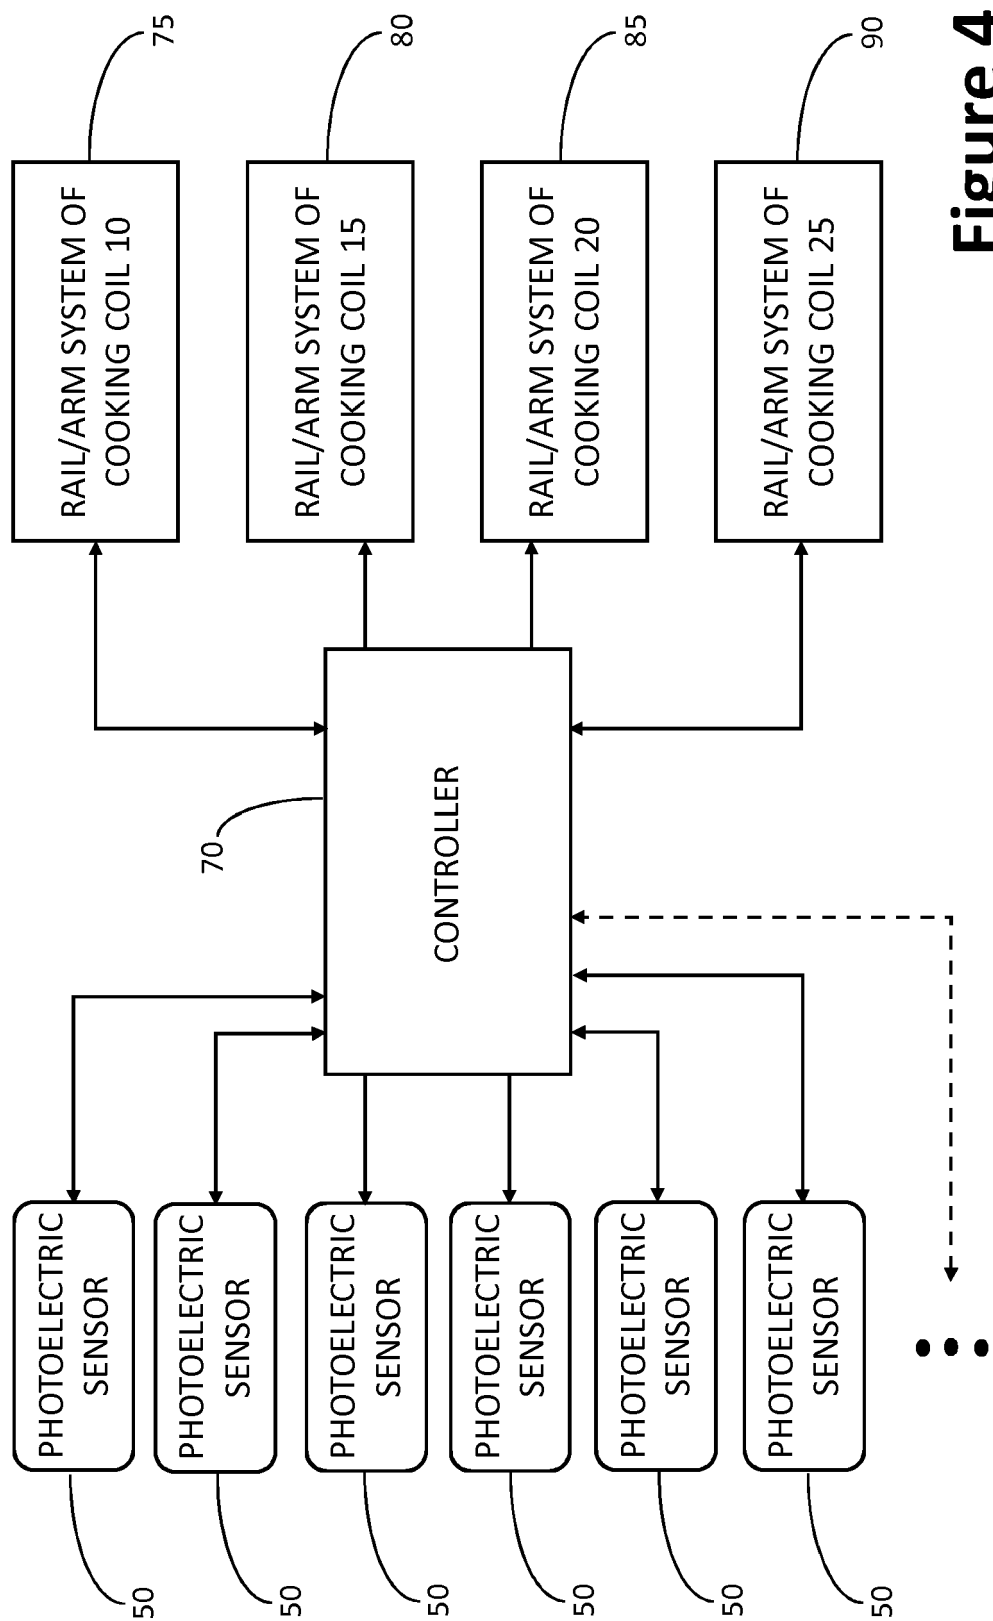 75
RAIL/ARM SYSTEM OF
COOKING COIL 10
80
RAIL/ARM SYSTEM OF
COOKING COIL 15
85
RAIL/ARM SYSTEM OF
COOKING COIL 20
90
RAIL/ARM SYSTEM OF
COOKING COIL 25
70
CONTROLLER
PHOTOELECTRIC
SENSOR
50
PHOTOELECTRIC
SENSOR
50
PHOTOELECTRIC
SENSOR
50
PHOTOELECTRIC
SENSOR
50
PHOTOELECTRIC
SENSOR
50
PHOTOELECTRIC
SENSOR
50
Figure 4